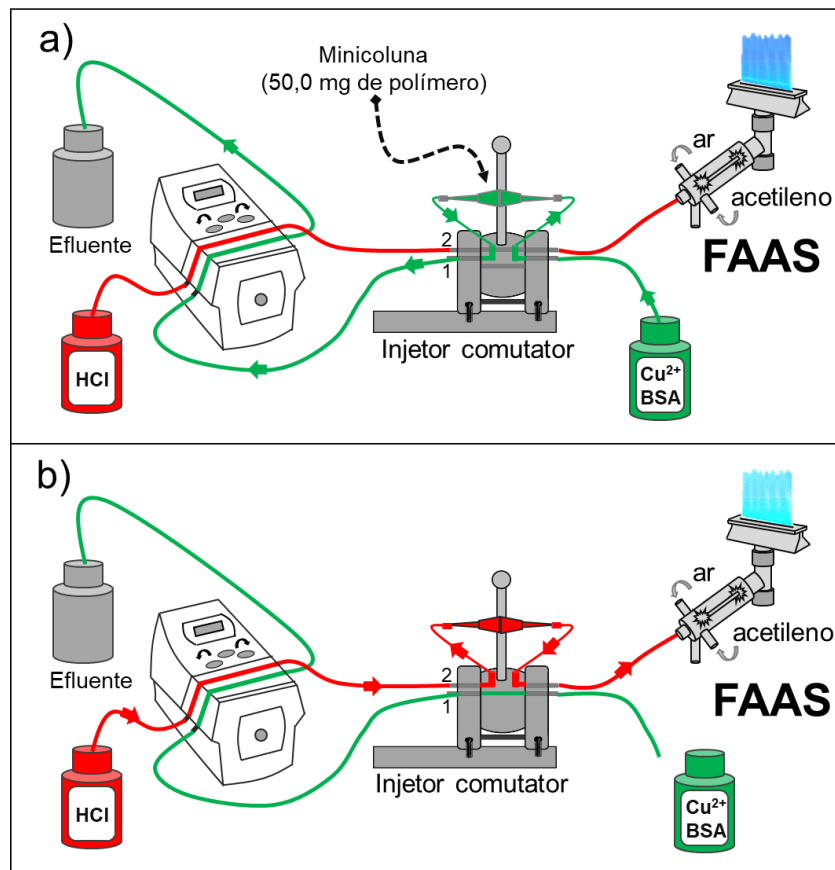 a)
Minicoluna
(50,0 mg de polímero)
ar
acetileno
FAAS
Efluente
2
1
HCl
Injetor comutator
Cu2+
BSA
b)
ar
acetileno
FAAS
Efluente
2
1
HCl
Injetor comutator
Cu2+
BSA